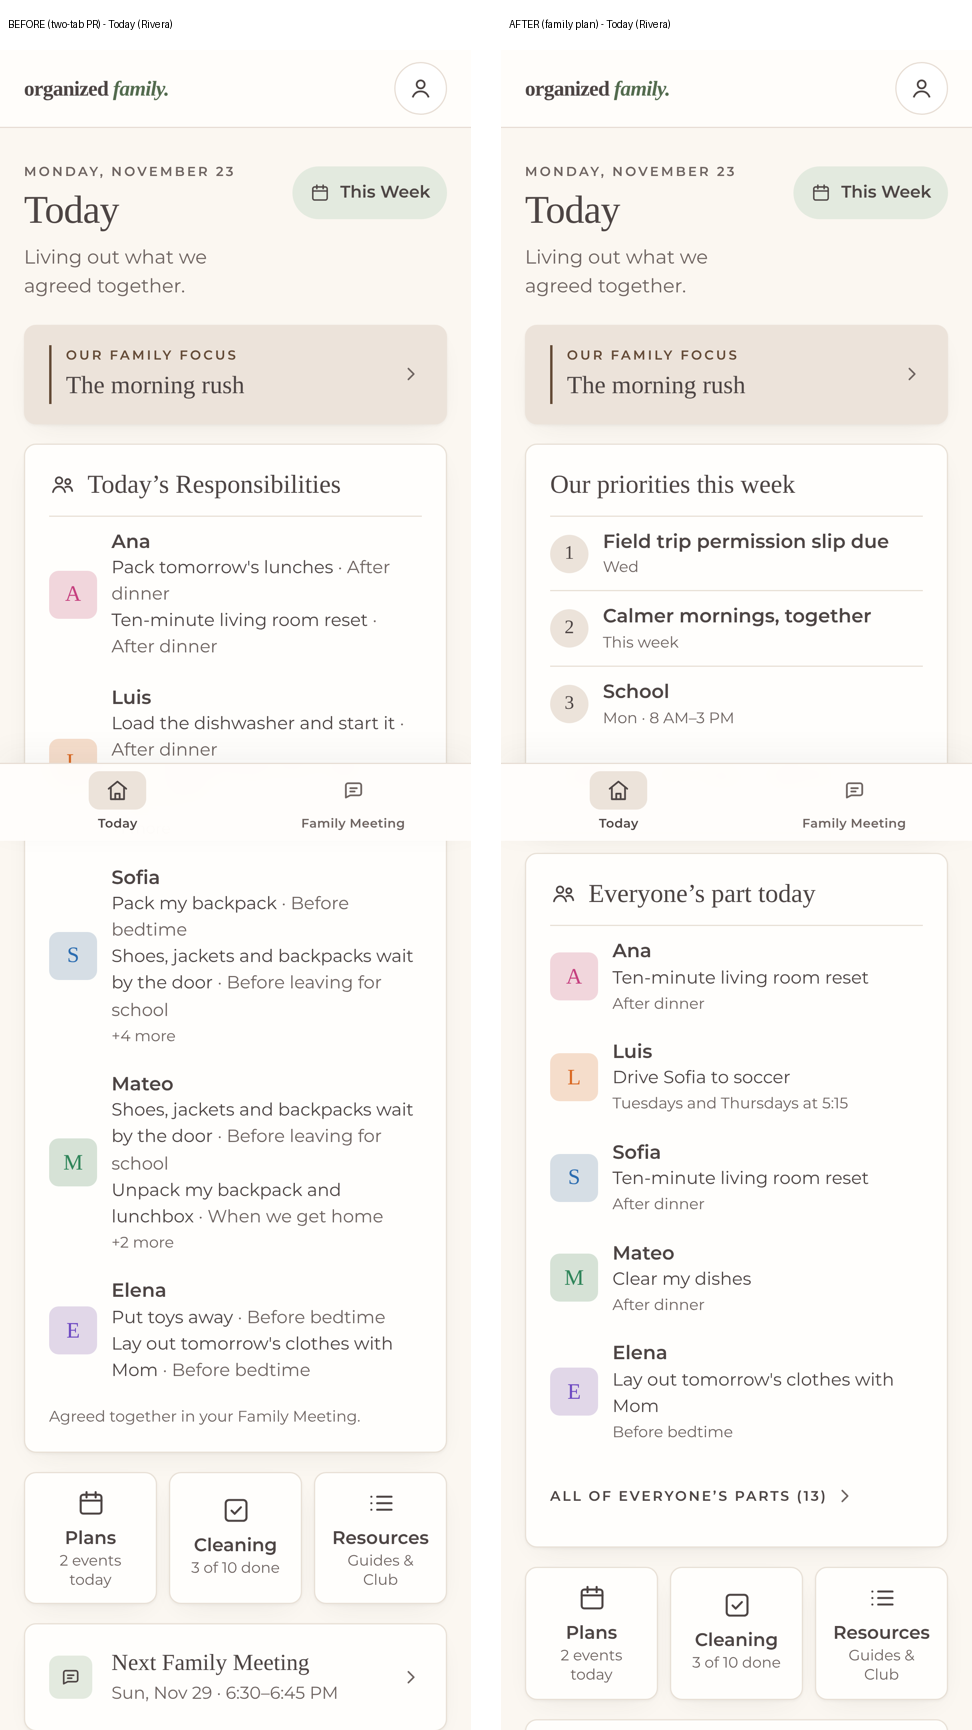 BEFORE (two-tab PR) - Today (Rivera)
organized family.
MONDAY, NOVEMBER 23
Today
This Week
Living out what we
agreed together.
OUR FAMILY FOCUS
The morning rush
Today’s Responsibilities
A
Ana
Pack tomorrow's lunches · After
dinner
Ten-minute living room reset ·
After dinner
Luis
Load the dishwasher and start it ·
After dinner
Today
Family Meeting
S
Sofia
Pack my backpack · Before
bedtime
Shoes, jackets and backpacks wait
by the door · Before leaving for
school
+4 more
M
Mateo
Shoes, jackets and backpacks wait
by the door · Before leaving for
school
Unpack my backpack and
lunchbox · When we get home
+2 more
E
Elena
Put toys away · Before bedtime
Lay out tomorrow's clothes with
Mom · Before bedtime
Agreed together in your Family Meeting.
Plans
2 events
today
Cleaning
3 of 10 done
Resources
Guides &
Club
Next Family Meeting
Sun, Nov 29 · 6:30–6:45 PM
AFTER (family plan) - Today (Rivera)
organized family.
MONDAY, NOVEMBER 23
Today
This Week
Living out what we
agreed together.
OUR FAMILY FOCUS
The morning rush
Our priorities this week
1
Field trip permission slip due
Wed
2
Calmer mornings, together
This week
3
School
Mon · 8 AM–3 PM
Today
Family Meeting
Everyone’s part today
A
Ana
Ten-minute living room reset
After dinner
L
Luis
Drive Sofia to soccer
Tuesdays and Thursdays at 5:15
S
Sofia
Ten-minute living room reset
After dinner
M
Mateo
Clear my dishes
After dinner
E
Elena
Lay out tomorrow's clothes with
Mom
Before bedtime
ALL OF EVERYONE’S PARTS (13)
Plans
2 events
today
Cleaning
3 of 10 done
Resources
Guides &
Club